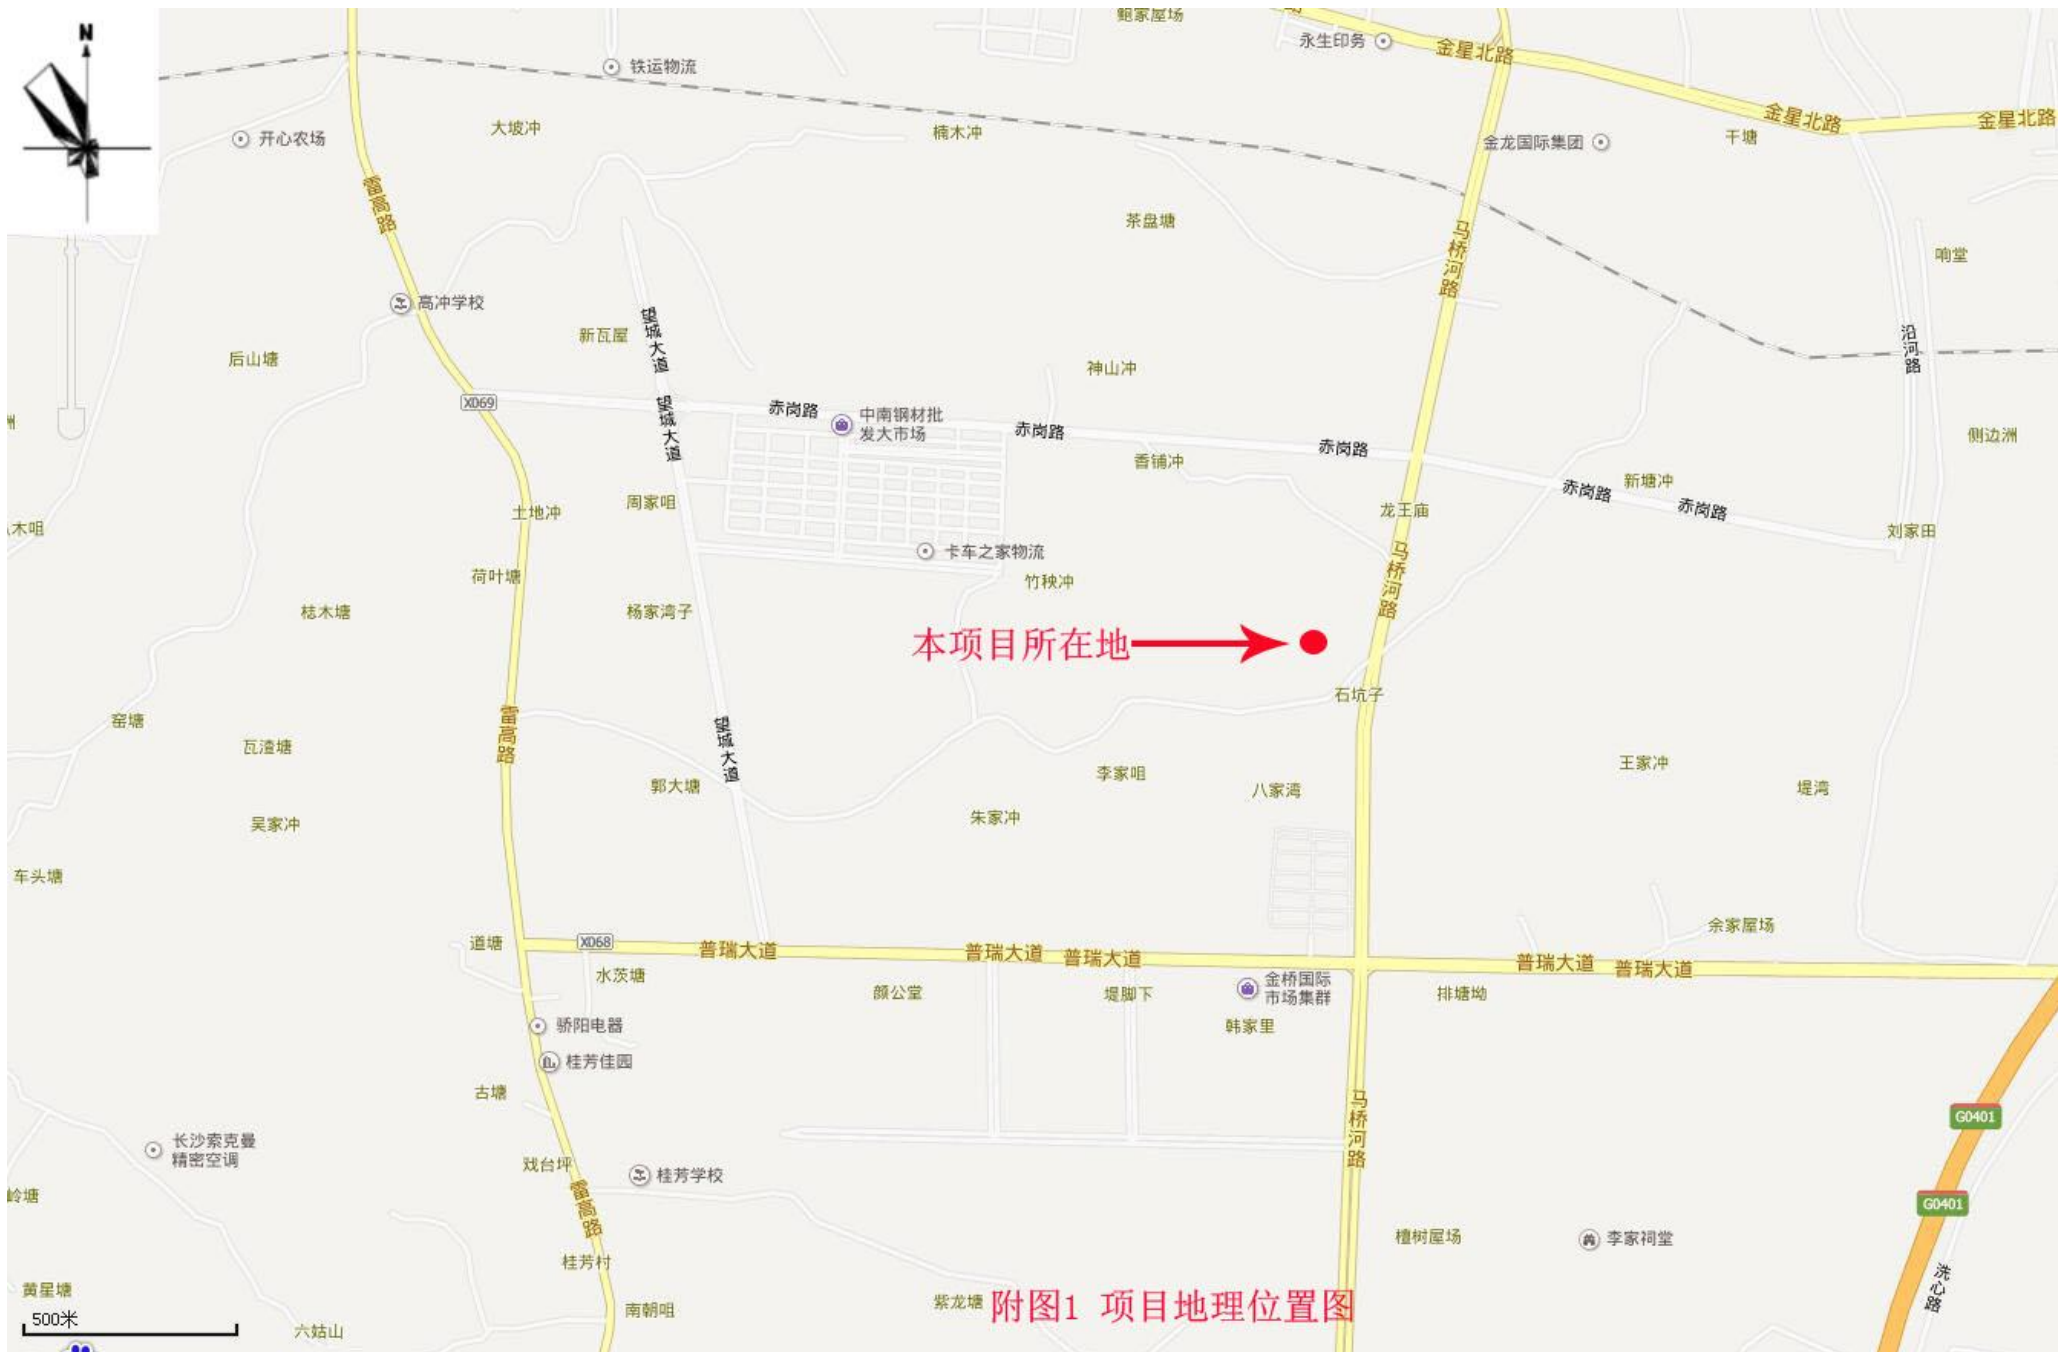 N
鲍家屋场
永生印务
金星北路
铁运物流
金星北路
金星北路
开心农场
大坡冲
楠木冲
金龙国际集团
干塘
雷高路
茶盘塘
马桥河路
响堂
高冲学校
新瓦屋
望城大道
沿河路
后山塘
神山冲
X069
望城大道
赤岗路
中南钢材批
发大市场
赤岗路
赤岗路
侧边洲
香铺冲
新塘冲
赤岗路
赤岗路
周家咀
土地冲
龙王庙
木咀
刘家田
卡车之家物流
马桥河路
荷叶塘
竹秧冲
杨家湾子
本项目所在地
石坑子
窑塘
雷高路
望城大道
瓦渣塘
李家咀
王家冲
郭大塘
八家湾
堤湾
吴家冲
朱家冲
车头塘
道塘
X068
普瑞大道
普瑞大道
普瑞大道
普瑞大道
普瑞大道
余家屋场
水茨塘
颜公堂
堤脚下
金桥国际
市场集群
排塘坳
骄阳电器
韩家里
桂芳佳园
古塘
马桥河路
G0401
长沙索克曼
精密空调
戏台坪
桂芳学校
岭塘
雷高路
G0401
檀树屋场
李家祠堂
桂芳村
黄星塘
洗心路
500米
六姑山
南朝咀
紫龙塘
附图1 项目地理位置图